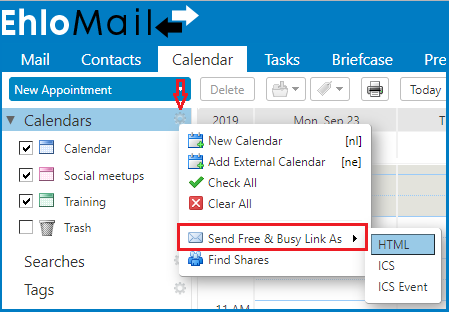 EhloMail
Mail Contacts Calendar Tasks Briefcase Pre
New Appointment Delete Today
Calendars 2019 Mon, Sep 23 T
Calendar
Social meetups
Training
Trash
Searches
Tags
New Calendar [nl]
Add External Calendar [ne]
Check All
Clear All
Send Free & Busy Link As
Find Shares
HTML
ICS
ICS Event
11 AM